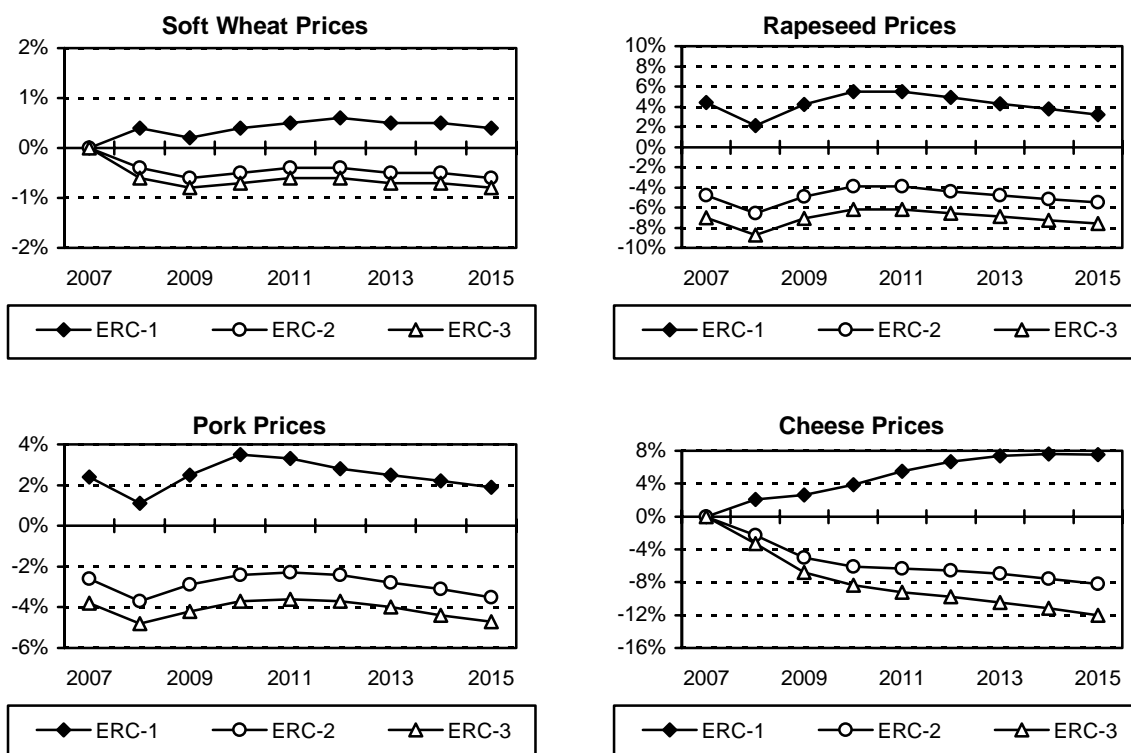 Soft Wheat Prices
2%
1%
0%
-1%
-2%
2007 2009 2011 2013 2015
ERC-1 ERC-2 ERC-3
Rapeseed Prices
10%
8%
6%
4%
2%
0%
-2%
-4%
-6%
-8%
-10%
2007 2009 2011 2013 2015
ERC-1 ERC-2 ERC-3
Pork Prices
4%
2%
0%
-2%
-4%
-6%
2007 2009 2011 2013 2015
ERC-1 ERC-2 ERC-3
Cheese Prices
8%
4%
0%
-4%
-8%
-12%
-16%
2007 2009 2011 2013 2015
ERC-1 ERC-2 ERC-3